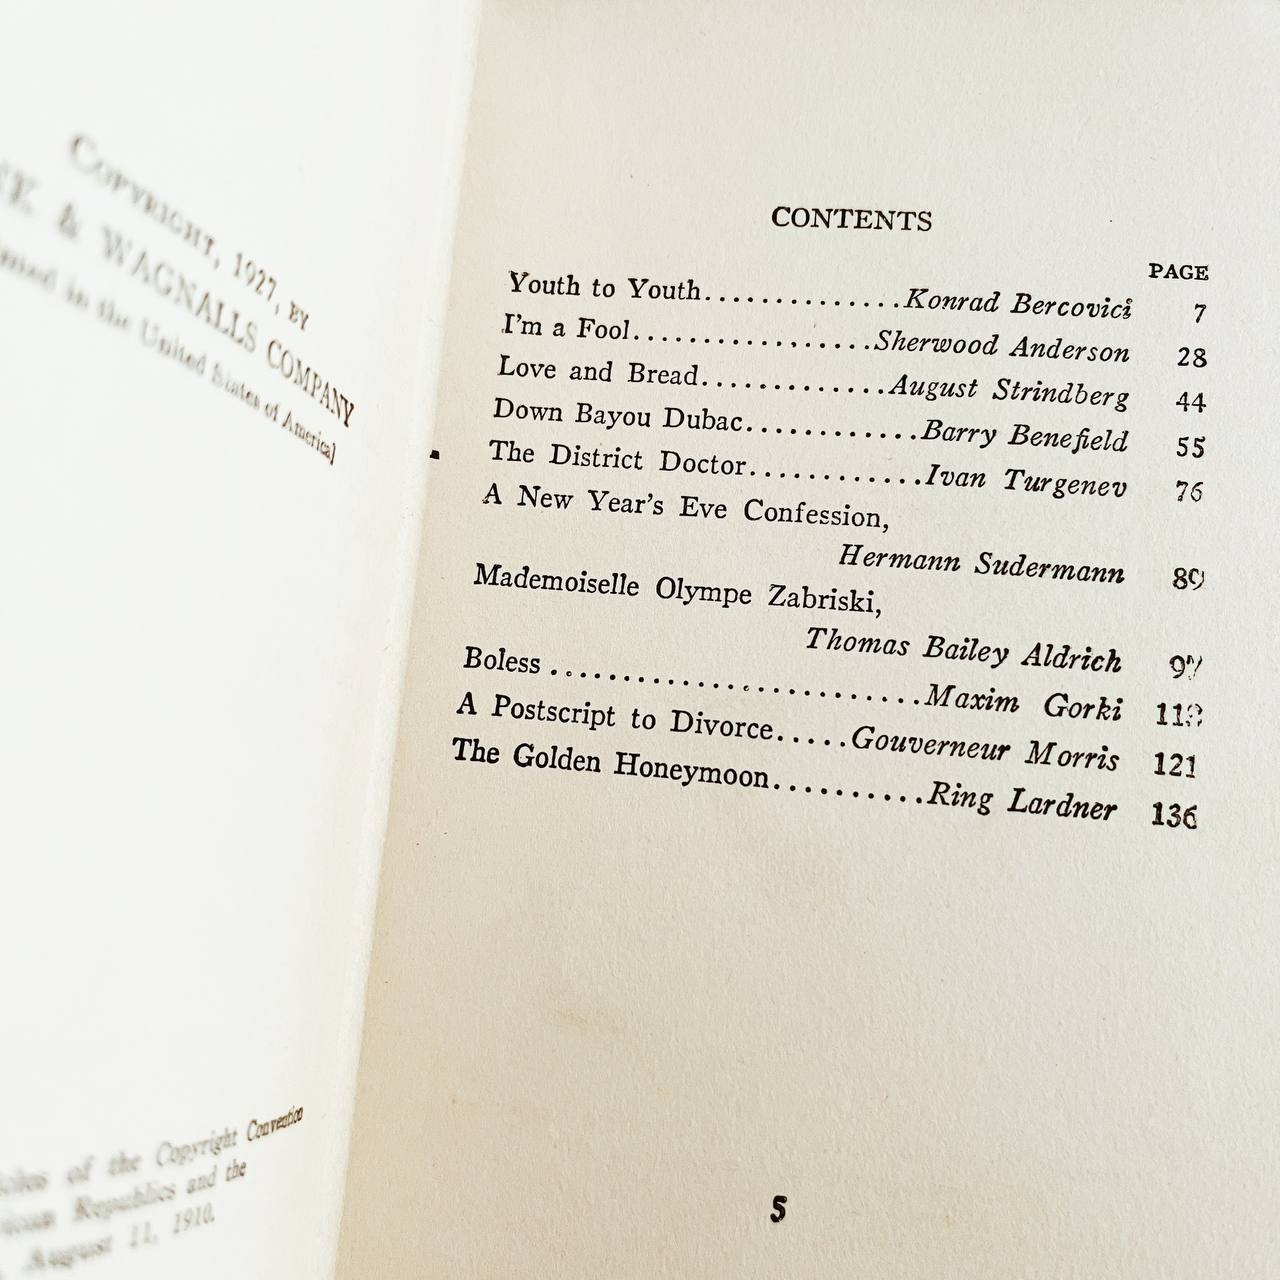 COPYRIGHT, 1927, BY
& WAGNALLS COMPANY
in the United States of America]
of the Copyright Convention
Republics and the
August 11, 1910.
CONTENTS
PAGE
Youth to Youth..............Konrad Bercovici 7
I'm a Fool..................Sherwood Anderson 28
Love and Bread.............August Strindberg 44
Down Bayou Dubac............Barry Benefield 55
The District Doctor............Ivan Turgenev 76
A New Year's Eve Confession,
Hermann Sudermann 89
Mademoiselle Olympe Zabriski,
Thomas Bailey Aldrich
Boless .........................Maxim Gorki
A Postscript to Divorce.....Gouverneur Morris 121
The Golden Honeymoon..........Ring Lardner 136
5